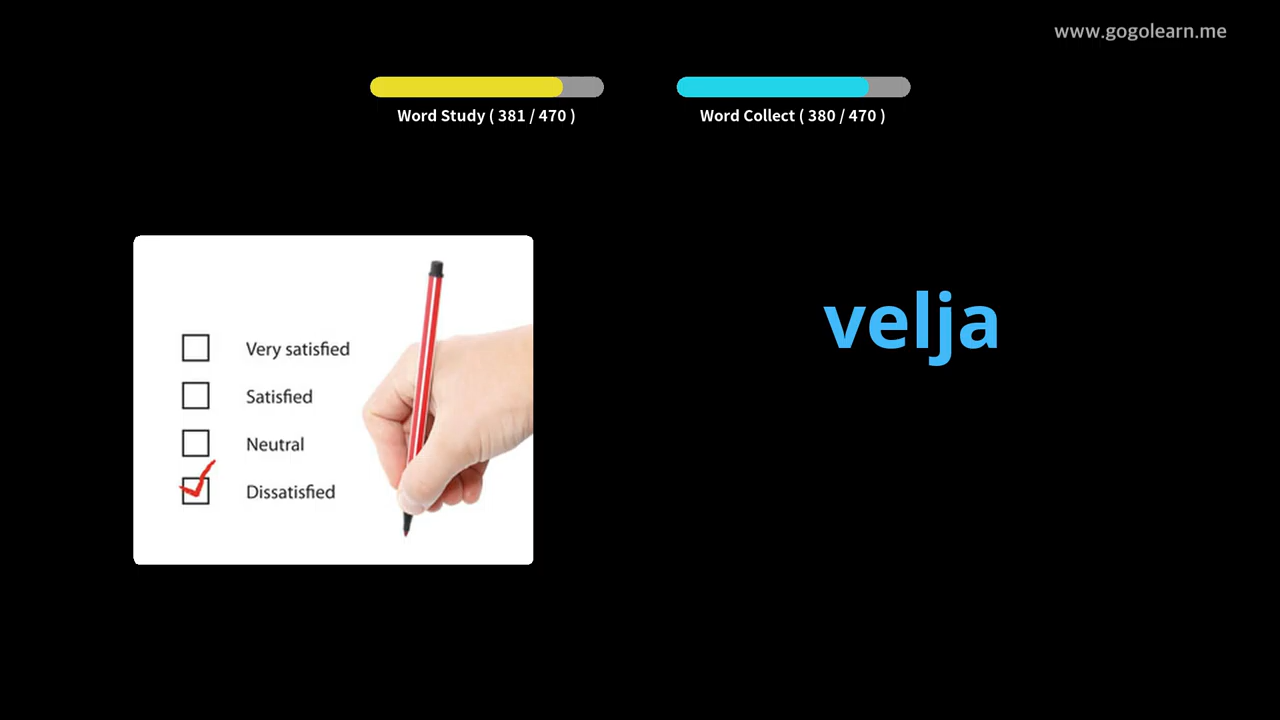 www.gogolearn.me
Word Study ( 381 / 470 )
Word Collect ( 380 / 470 )
Very satisfied
Satisfied
Neutral
Dissatisfied
velja